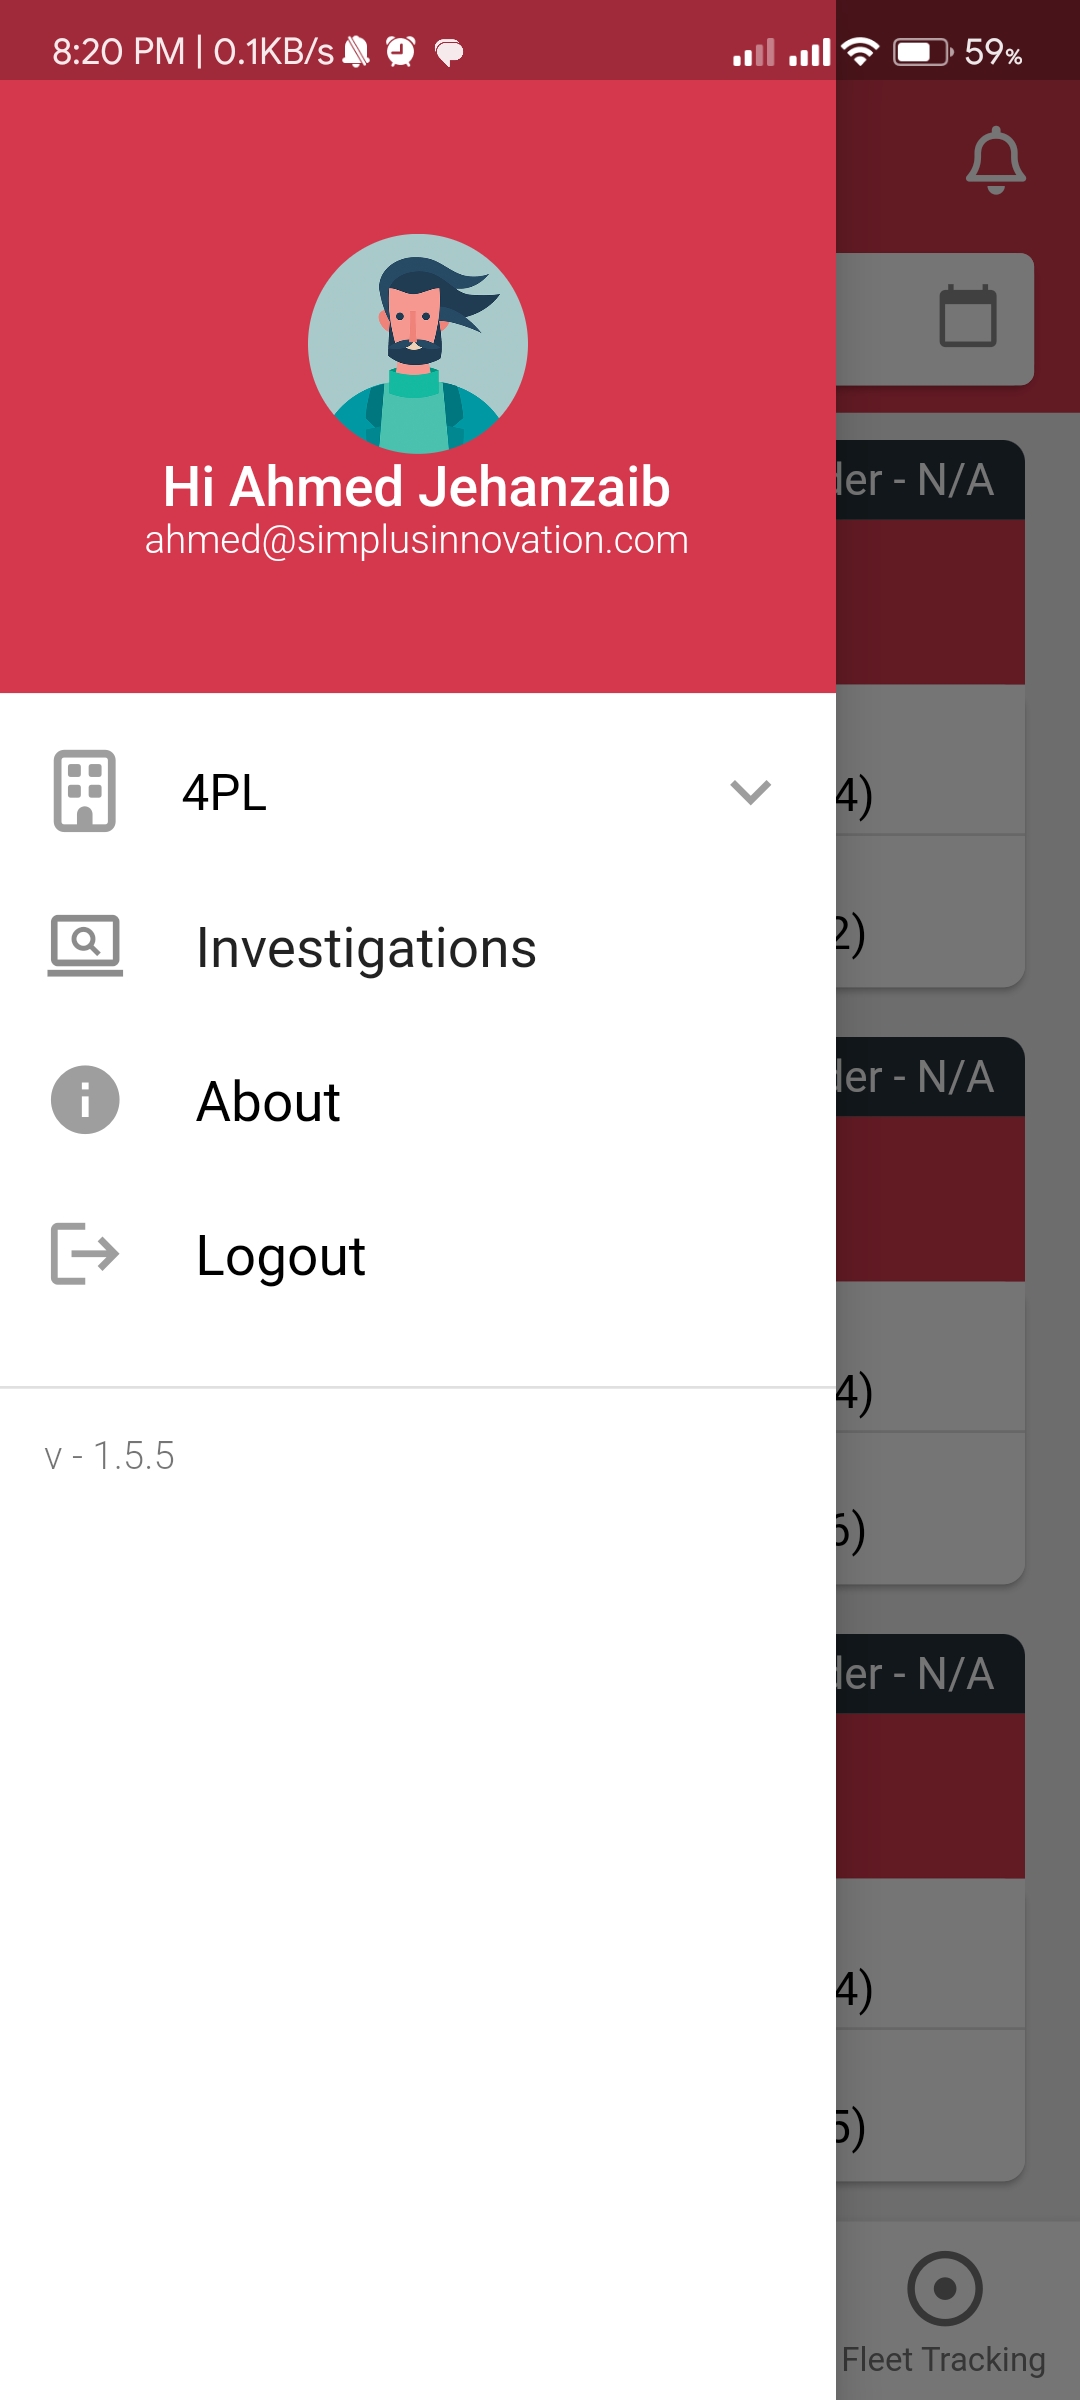 8:20 PM | 0.1KB/s
59%
Hi Ahmed Jehanzaib
ahmed@simplusinnovation.com
4PL
Investigations
About
Logout
v - 1.5.5
der - N/A
4)
2)
der - N/A
4)
6)
der - N/A
4)
5)
Fleet Tracking